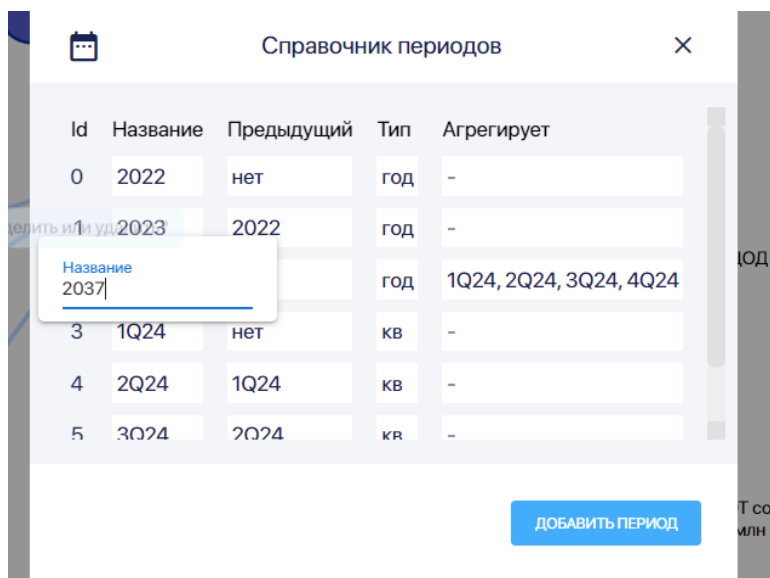 Справочник периодов
Id Название Предыдущий Тип Агрегирует
0 2022 нет год -
1 2023 2022 год -
Название
2037
год 1Q24, 2Q24, 3Q24, 4Q24
3 1Q24 нет кв -
4 2Q24 1Q24 кв -
5 3Q24 2Q24 кв -
ДОБАВИТЬ ПЕРИОД
млн